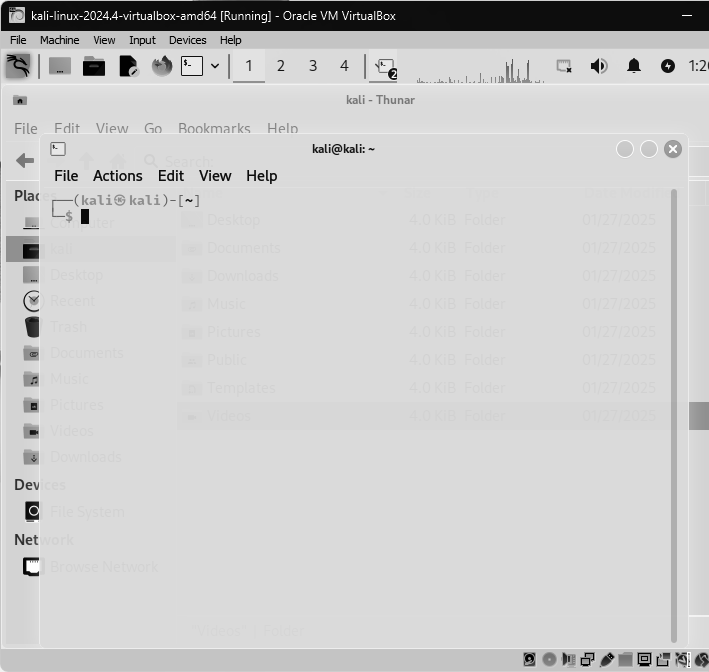 kali-linux-2024.4-virtualbox-amd64 [Running] - Oracle VM VirtualBox
File Machine View Input Devices Help
1 2 3 4 2 1:2
kali - Thunar
File Edit View Go Bookmarks Help
kali@kali: ~
Search:
File Actions Edit View Help
Places
┌──(kali㉿kali)-[~]
└─$
Computer
Desktop 4.0 KiB Folder 01/27/2025
kali
Documents 4.0 KiB Folder 01/27/2025
Desktop
Downloads 4.0 KiB Folder 01/27/2025
Recent
Music 4.0 KiB Folder 01/27/2025
Trash
Pictures 4.0 KiB Folder 01/27/2025
Documents
Public 4.0 KiB Folder 01/27/2025
Music
Templates 4.0 KiB Folder 01/27/2025
Pictures
Videos 4.0 KiB Folder 01/27/2025
Videos
Downloads
Devices
File System
Network
Browse Network
"Videos" | Folder